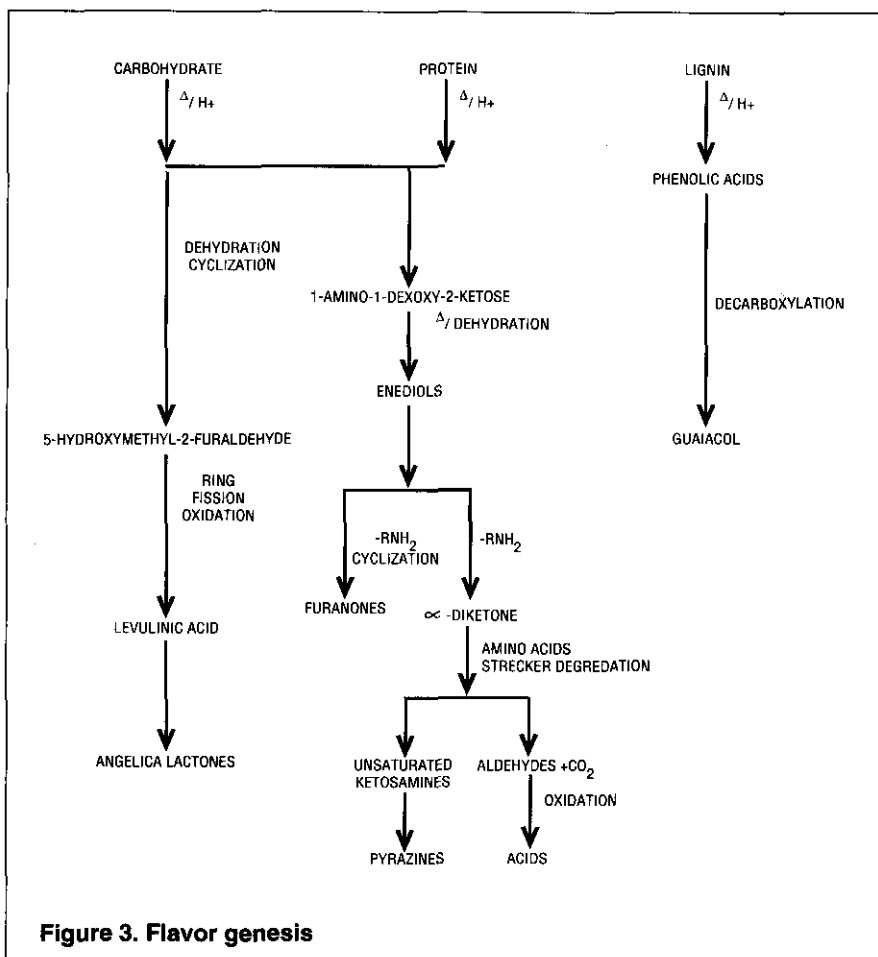 CARBOHYDRATE
Δ/ H+
PROTEIN
Δ/ H+
LIGNIN
Δ/ H+
PHENOLIC ACIDS
DEHYDRATION
CYCLIZATION
1-AMINO-1-DEXOXY-2-KETOSE
Δ/ DEHYDRATION
DECARBOXYLATION
ENEDIOLS
5-HYDROXYMETHYL-2-FURALDEHYDE
GUAIACOL
RING
FISSION
OXIDATION
-RNH2
CYCLIZATION
-RNH2
FURANONES
∝ -DIKETONE
LEVULINIC ACID
AMINO ACIDS
STRECKER DEGREDATION
ANGELICA LACTONES
UNSATURATED
KETOSAMINES
ALDEHYDES +CO2
OXIDATION
PYRAZINES
ACIDS
Figure 3. Flavor genesis